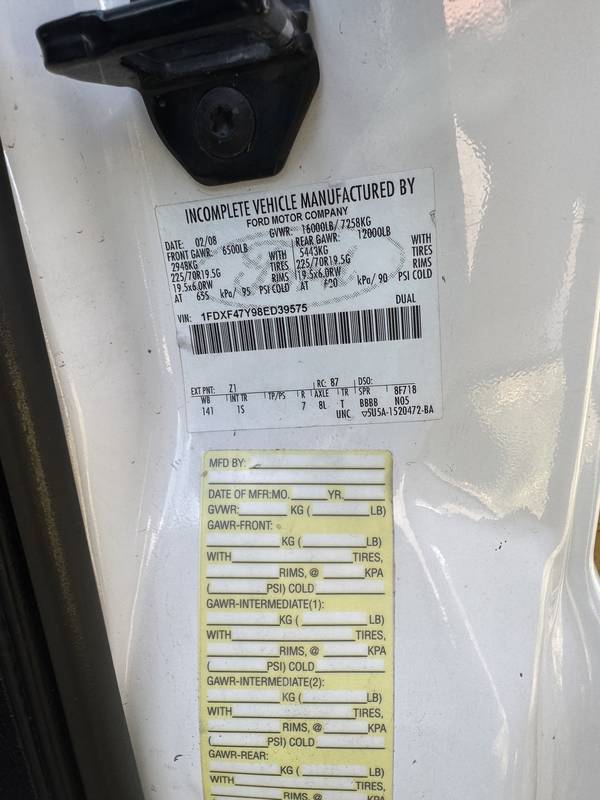 INCOMPLETE VEHICLE MANUFACTURED BY
FORD MOTOR COMPANY
DATE: 02/08 GVWR: 16000LB/ 7258KG
FRONT GAWR: 6500LB REAR GAWR: 12000LB
2948KG WITH 5443KG WITH
225/70R19.5G TIRES 225/70R19.5G TIRES
19.5x6.0RW RIMS 19.5x6.0RW RIMS
AT 655 kPa/ 95 PSI COLD AT 620 kPa/ 90 PSI COLD
VIN: 1FDXF47Y98ED39575 DUAL
EXT PNT: Z1 RC: 87 DSO:
WB INT TR TP/PS R AXLE TR SPR 8F718
141 1S 7 8L T BBBB N05
UNC ▽5U5A-1520472-BA
MFD BY:
DATE OF MFR:MO. YR.
GVWR: KG ( LB)
GAWR-FRONT:
KG ( LB)
WITH TIRES,
RIMS, @ KPA
( PSI) COLD
GAWR-INTERMEDIATE(1):
KG ( LB)
WITH TIRES,
RIMS, @ KPA
( PSI) COLD
GAWR-INTERMEDIATE(2):
KG ( LB)
WITH TIRES,
RIMS, @ KPA
( PSI) COLD
GAWR-REAR:
KG ( LB)
WITH TIRES,
RIMS, @ KPA